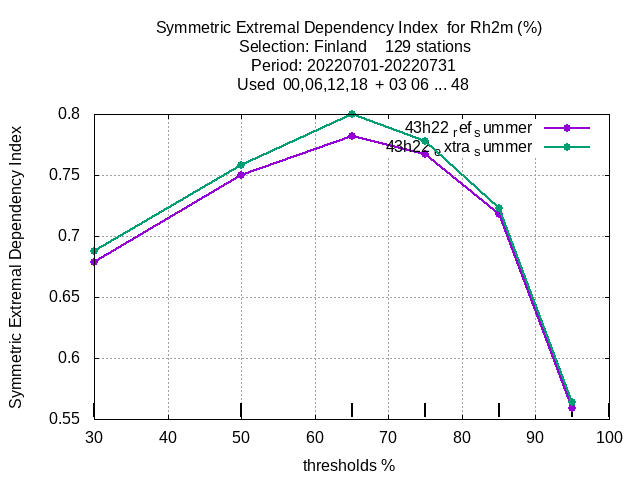 Symmetric Extremal Dependency Index for Rh2m (%)
Selection: Finland 129 stations
Period: 20220701-20220731
Used 00,06,12,18 + 03 06 ... 48
43h22 ref summer
43h22 extra summer
Symmetric Extremal Dependency Index
0.8
0.75
0.7
0.65
0.6
0.55
30 40 50 60 70 80 90 100
thresholds %